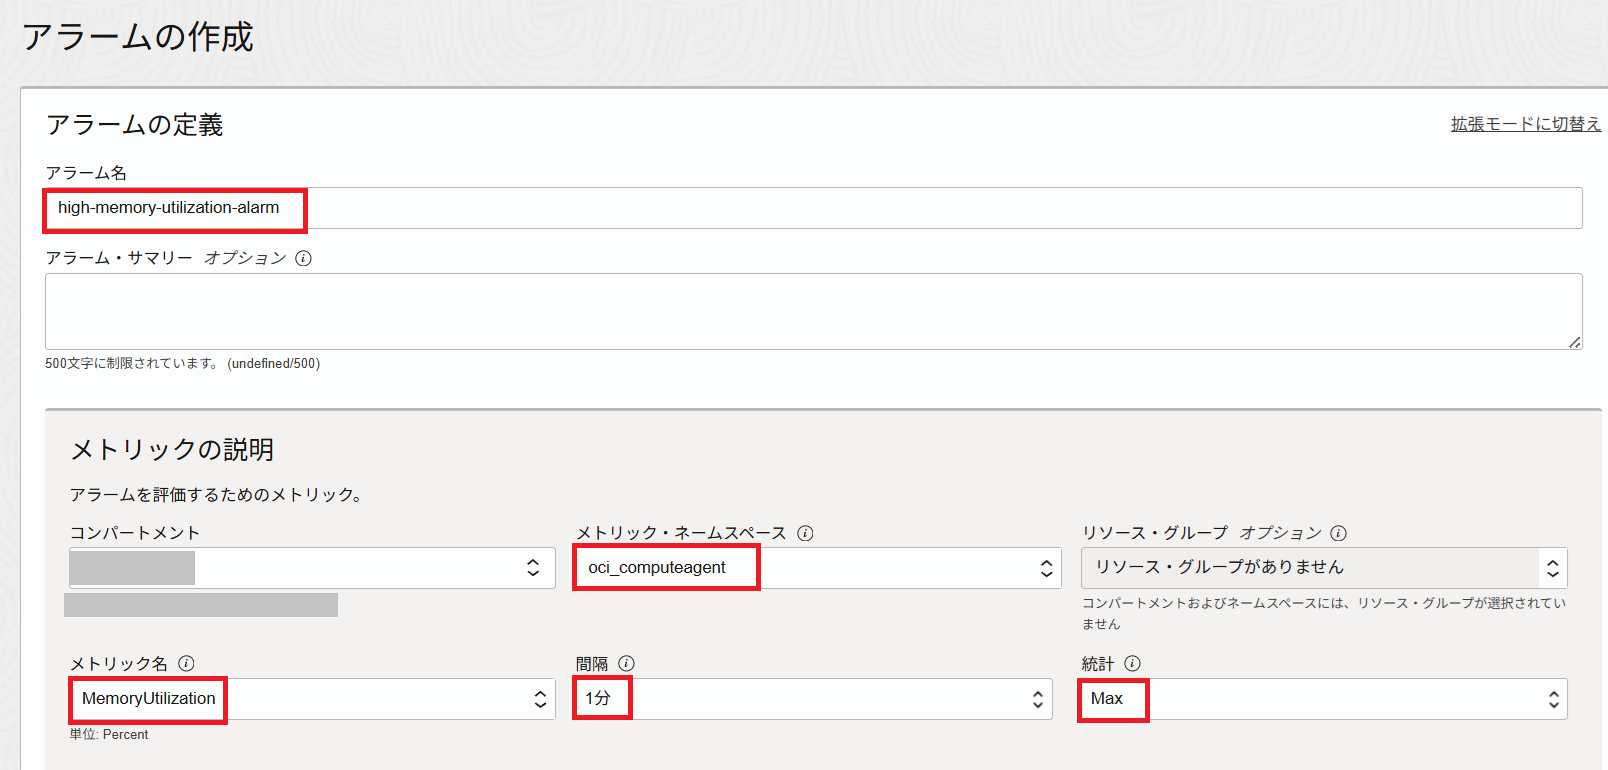 アラームの作成
アラームの定義
拡張モードに切替え
アラーム名
high-memory-utilization-alarm
アラーム・サマリー オプション
500文字に制限されています。 (undefined/500)
メトリックの説明
アラームを評価するためのメトリック。
コンパートメント
メトリック・ネームスペース
oci_computeagent
リソース・グループ オプション
リソース・グループがありません
コンパートメントおよびネームスペースには、リソース・グループが選択されてい
ません
メトリック名
MemoryUtilization
単位: Percent
間隔
1分
統計
Max